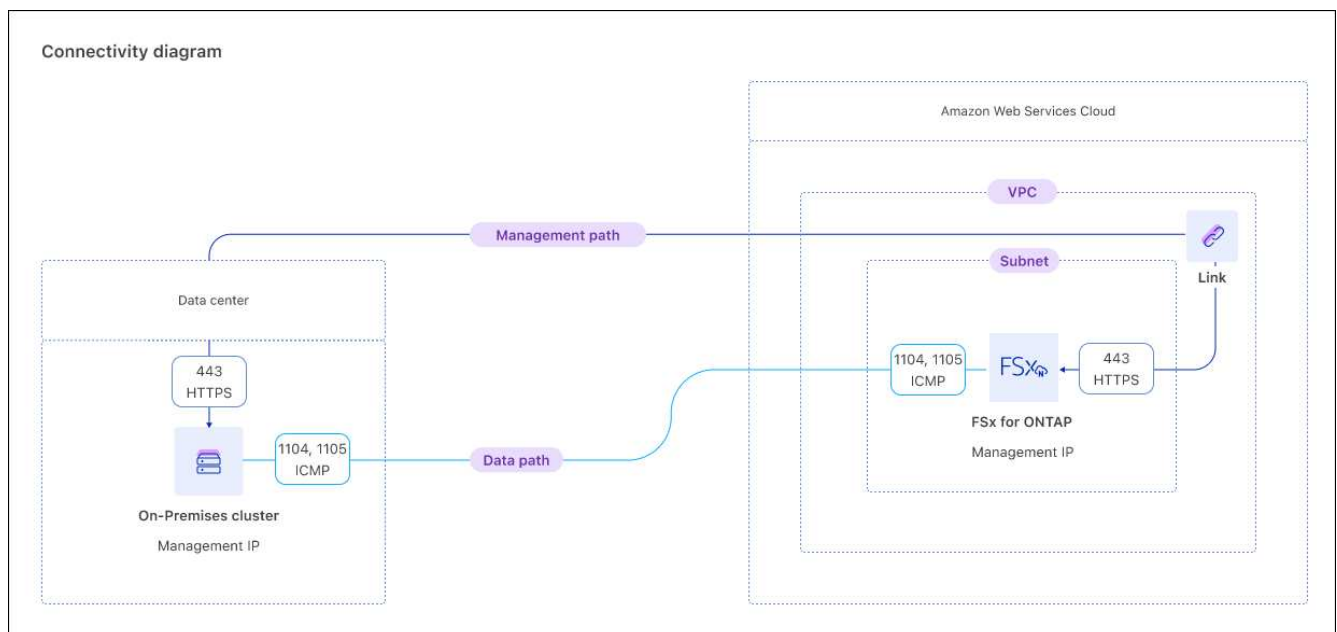 Connectivity diagram
Amazon Web Services Cloud
VPC
Management path
Subnet
Link
Data center
443
HTTPS
1104, 1105
ICMP
FSx
N
443
HTTPS
FSx for ONTAP
Management IP
1104, 1105
ICMP
Data path
On-Premises cluster
Management IP